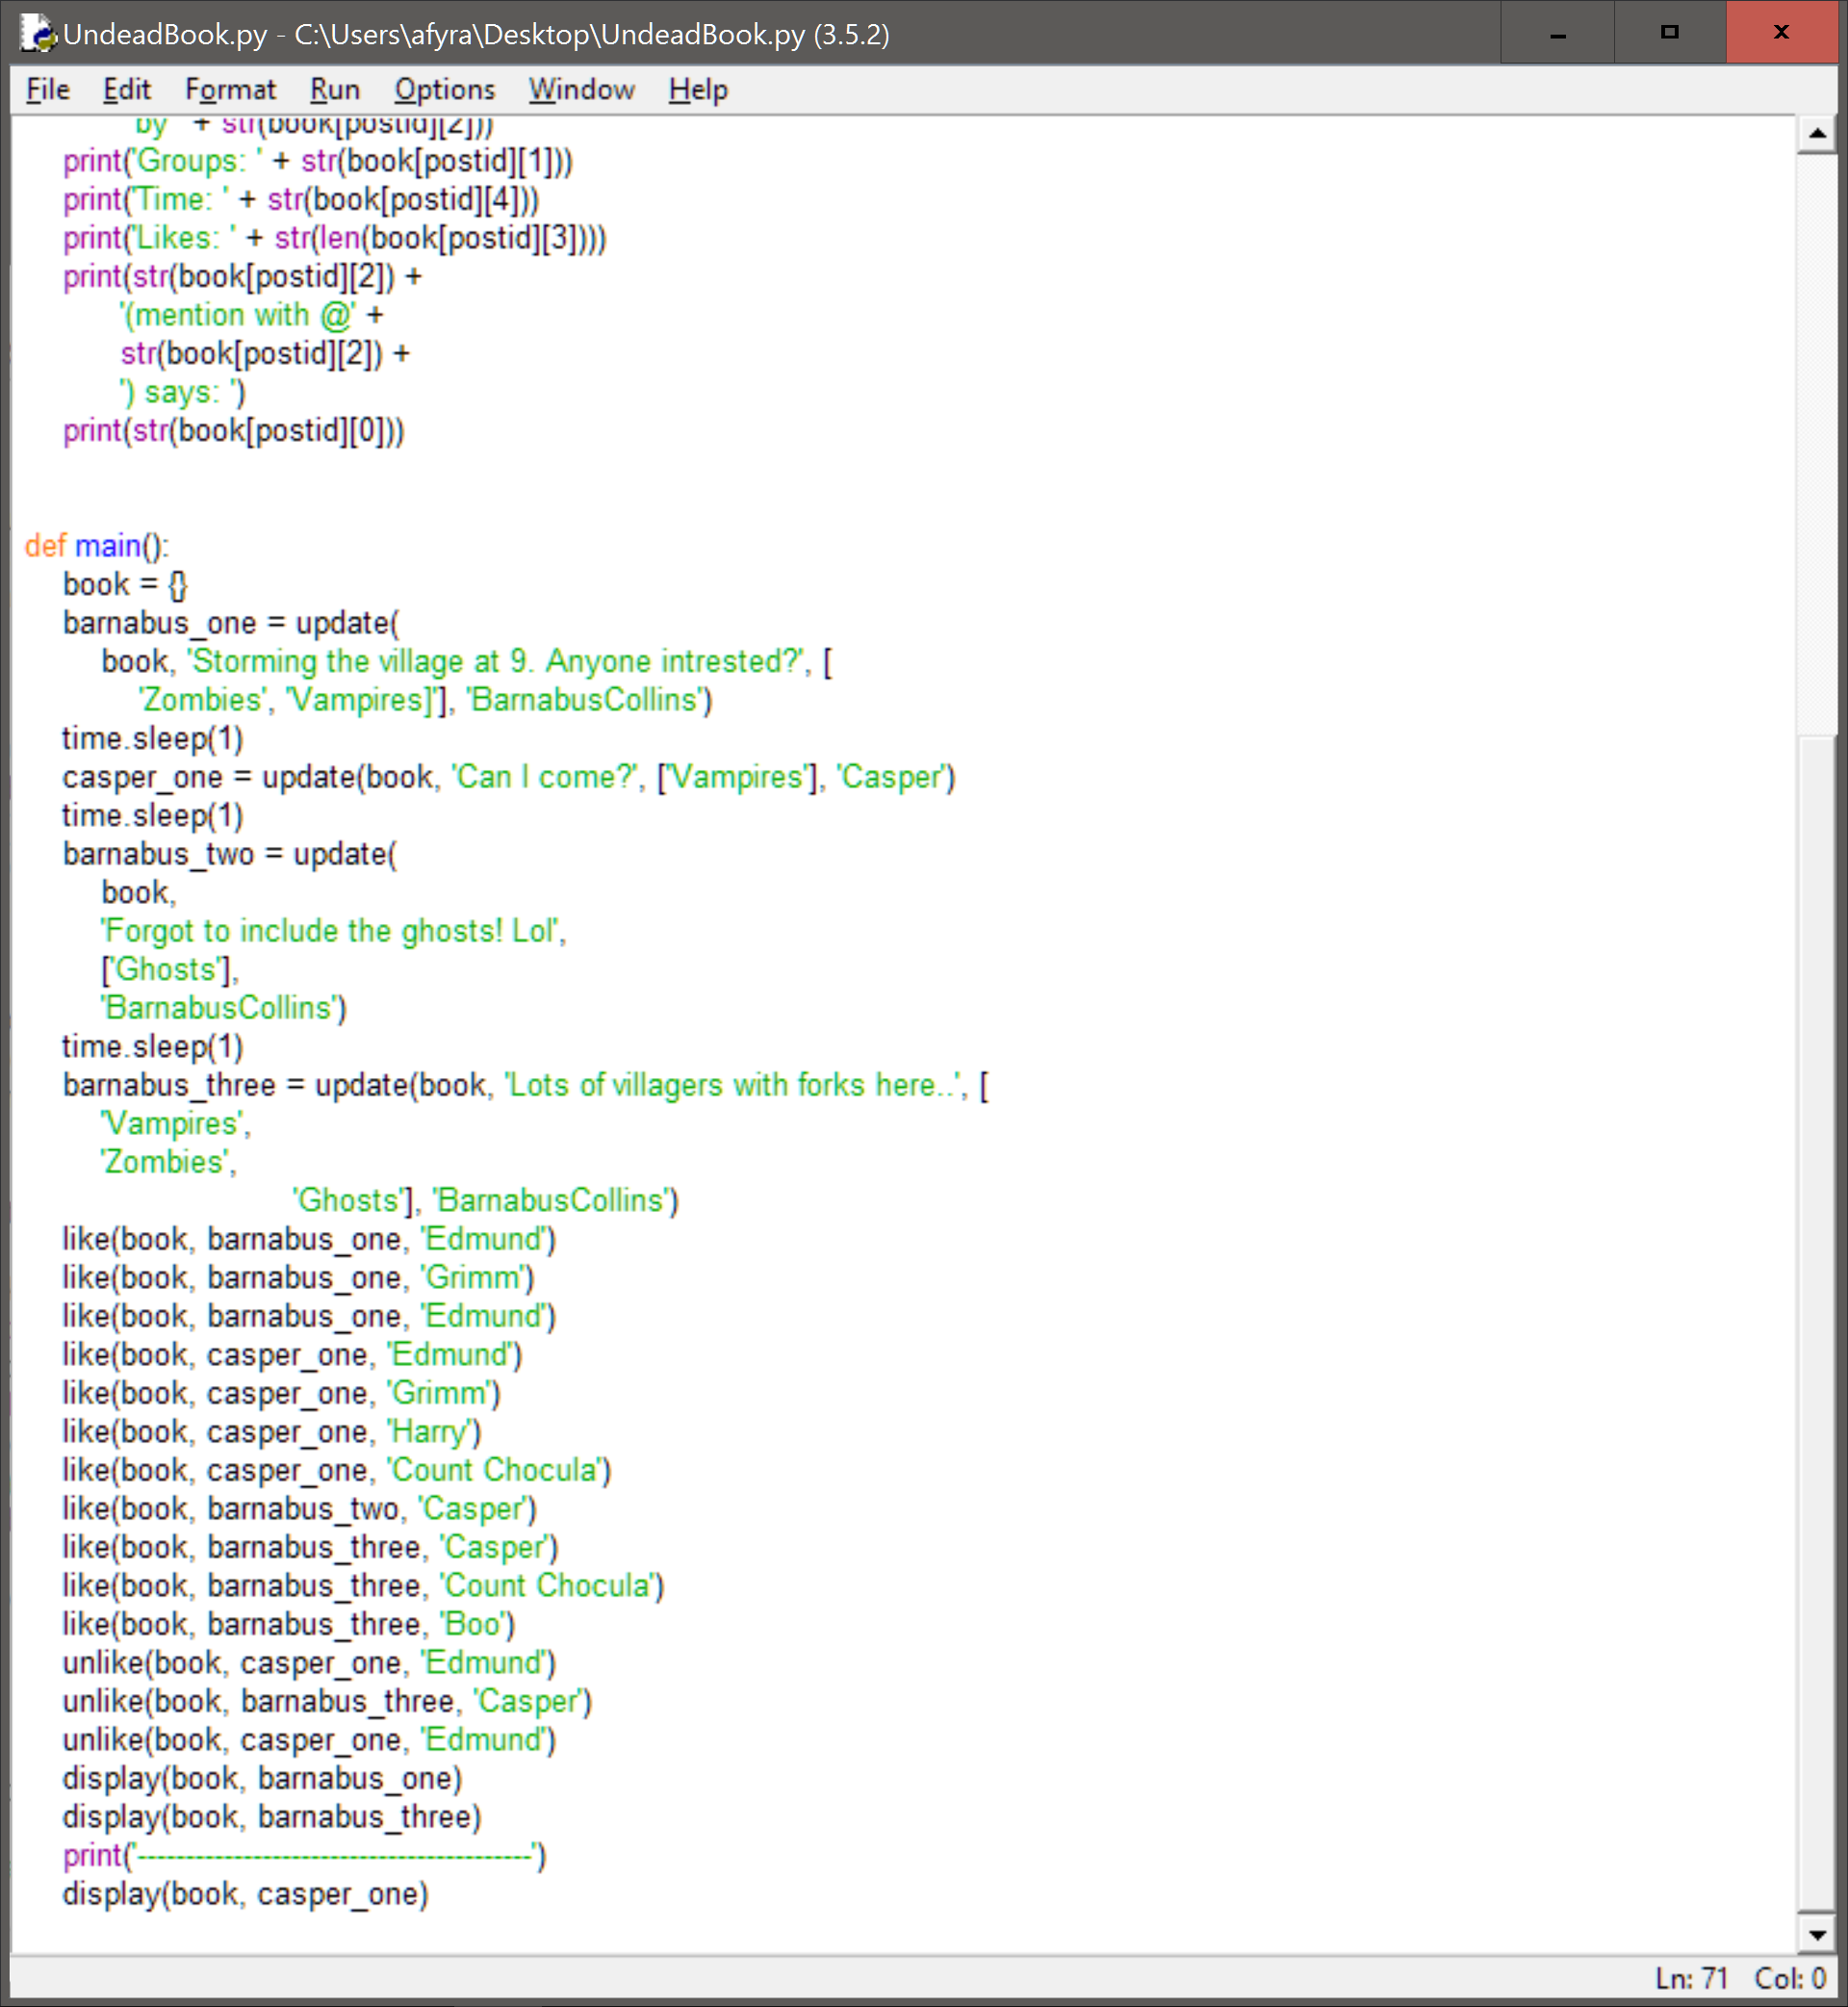 UndeadBook.py - C:\Users\afyra\Desktop\UndeadBook.py (3.5.2)
File Edit Format Run Options Window Help
by ' + str(book[postid][2]))
print('Groups: ' + str(book[postid][1]))
print('Time: ' + str(book[postid][4]))
print('Likes: ' + str(len(book[postid][3])))
print(str(book[postid][2]) +
'(mention with @' +
str(book[postid][2]) +
') says: ')
print(str(book[postid][0]))
def main():
book = {}
barnabus_one = update(
book, 'Storming the village at 9. Anyone intrested?', [
'Zombies', 'Vampires]'], 'BarnabusCollins')
time.sleep(1)
casper_one = update(book, 'Can I come?', ['Vampires'], 'Casper')
time.sleep(1)
barnabus_two = update(
book,
'Forgot to include the ghosts! Lol',
['Ghosts'],
'BarnabusCollins')
time.sleep(1)
barnabus_three = update(book, 'Lots of villagers with forks here..', [
'Vampires',
'Zombies',
'Ghosts'], 'BarnabusCollins')
like(book, barnabus_one, 'Edmund')
like(book, barnabus_one, 'Grimm')
like(book, barnabus_one, 'Edmund')
like(book, casper_one, 'Edmund')
like(book, casper_one, 'Grimm')
like(book, casper_one, 'Harry')
like(book, casper_one, 'Count Chocula')
like(book, barnabus_two, 'Casper')
like(book, barnabus_three, 'Casper')
like(book, barnabus_three, 'Count Chocula')
like(book, barnabus_three, 'Boo')
unlike(book, casper_one, 'Edmund')
unlike(book, barnabus_three, 'Casper')
unlike(book, casper_one, 'Edmund')
display(book, barnabus_one)
display(book, barnabus_three)
print('-----------------------------------------')
display(book, casper_one)
Ln: 71 Col: 0